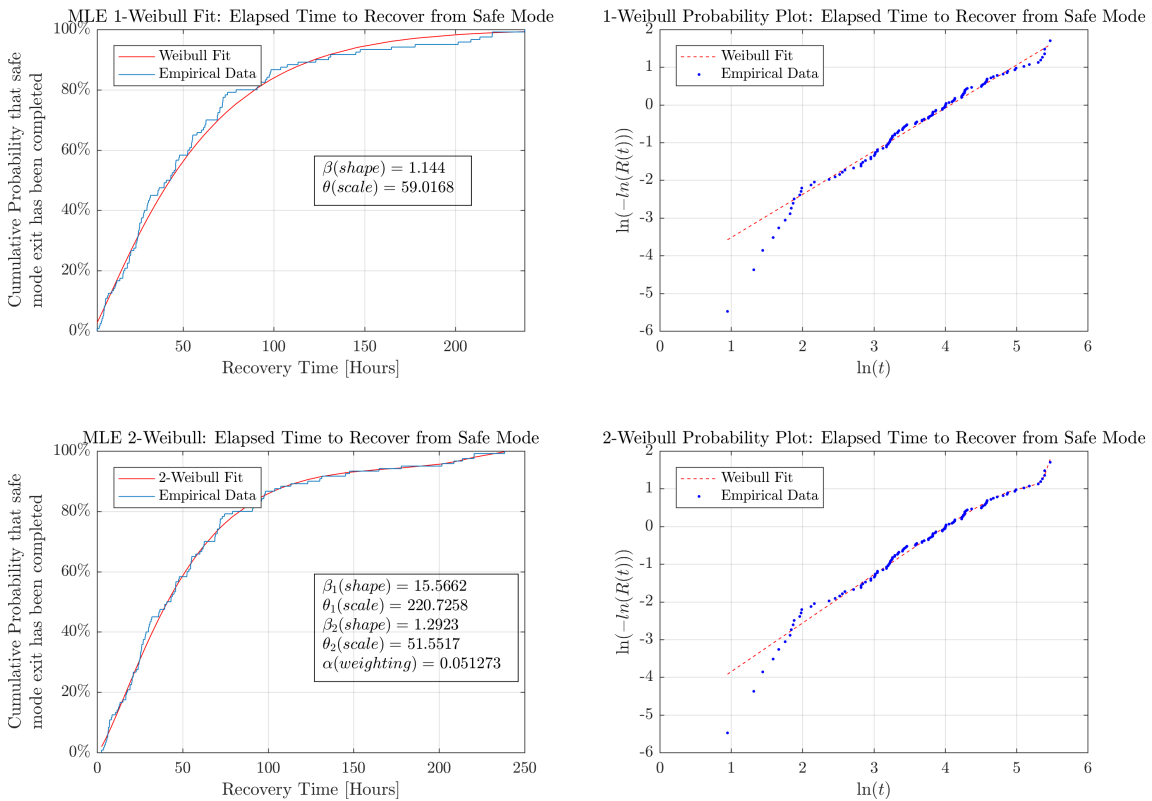 MLE 1-Weibull Fit: Elapsed Time to Recover from Safe Mode
100%
80%
60%
40%
20%
0%
Cumulative Probability that safe
mode exit has been completed
Weibull Fit
Empirical Data
β(shape) = 1.144
θ(scale) = 59.0168
50
100
150
200
Recovery Time [Hours]
1-Weibull Probability Plot: Elapsed Time to Recover from Safe Mode
2
1
0
-1
-2
-3
-4
-5
-6
ln(−ln(R(t)))
Weibull Fit
Empirical Data
0
1
2
3
4
5
6
ln(t)
MLE 2-Weibull: Elapsed Time to Recover from Safe Mode
100%
80%
60%
40%
20%
0%
Cumulative Probability that safe
mode exit has been completed
2-Weibull Fit
Empirical Data
β₁(shape) = 15.5662
θ₁(scale) = 220.7258
β₂(shape) = 1.2923
θ₂(scale) = 51.5517
α(weighting) = 0.051273
0
50
100
150
200
250
Recovery Time [Hours]
2-Weibull Probability Plot: Elapsed Time to Recover from Safe Mode
2
1
0
-1
-2
-3
-4
-5
-6
ln(−ln(R(t)))
Weibull Fit
Empirical Data
0
1
2
3
4
5
6
ln(t)